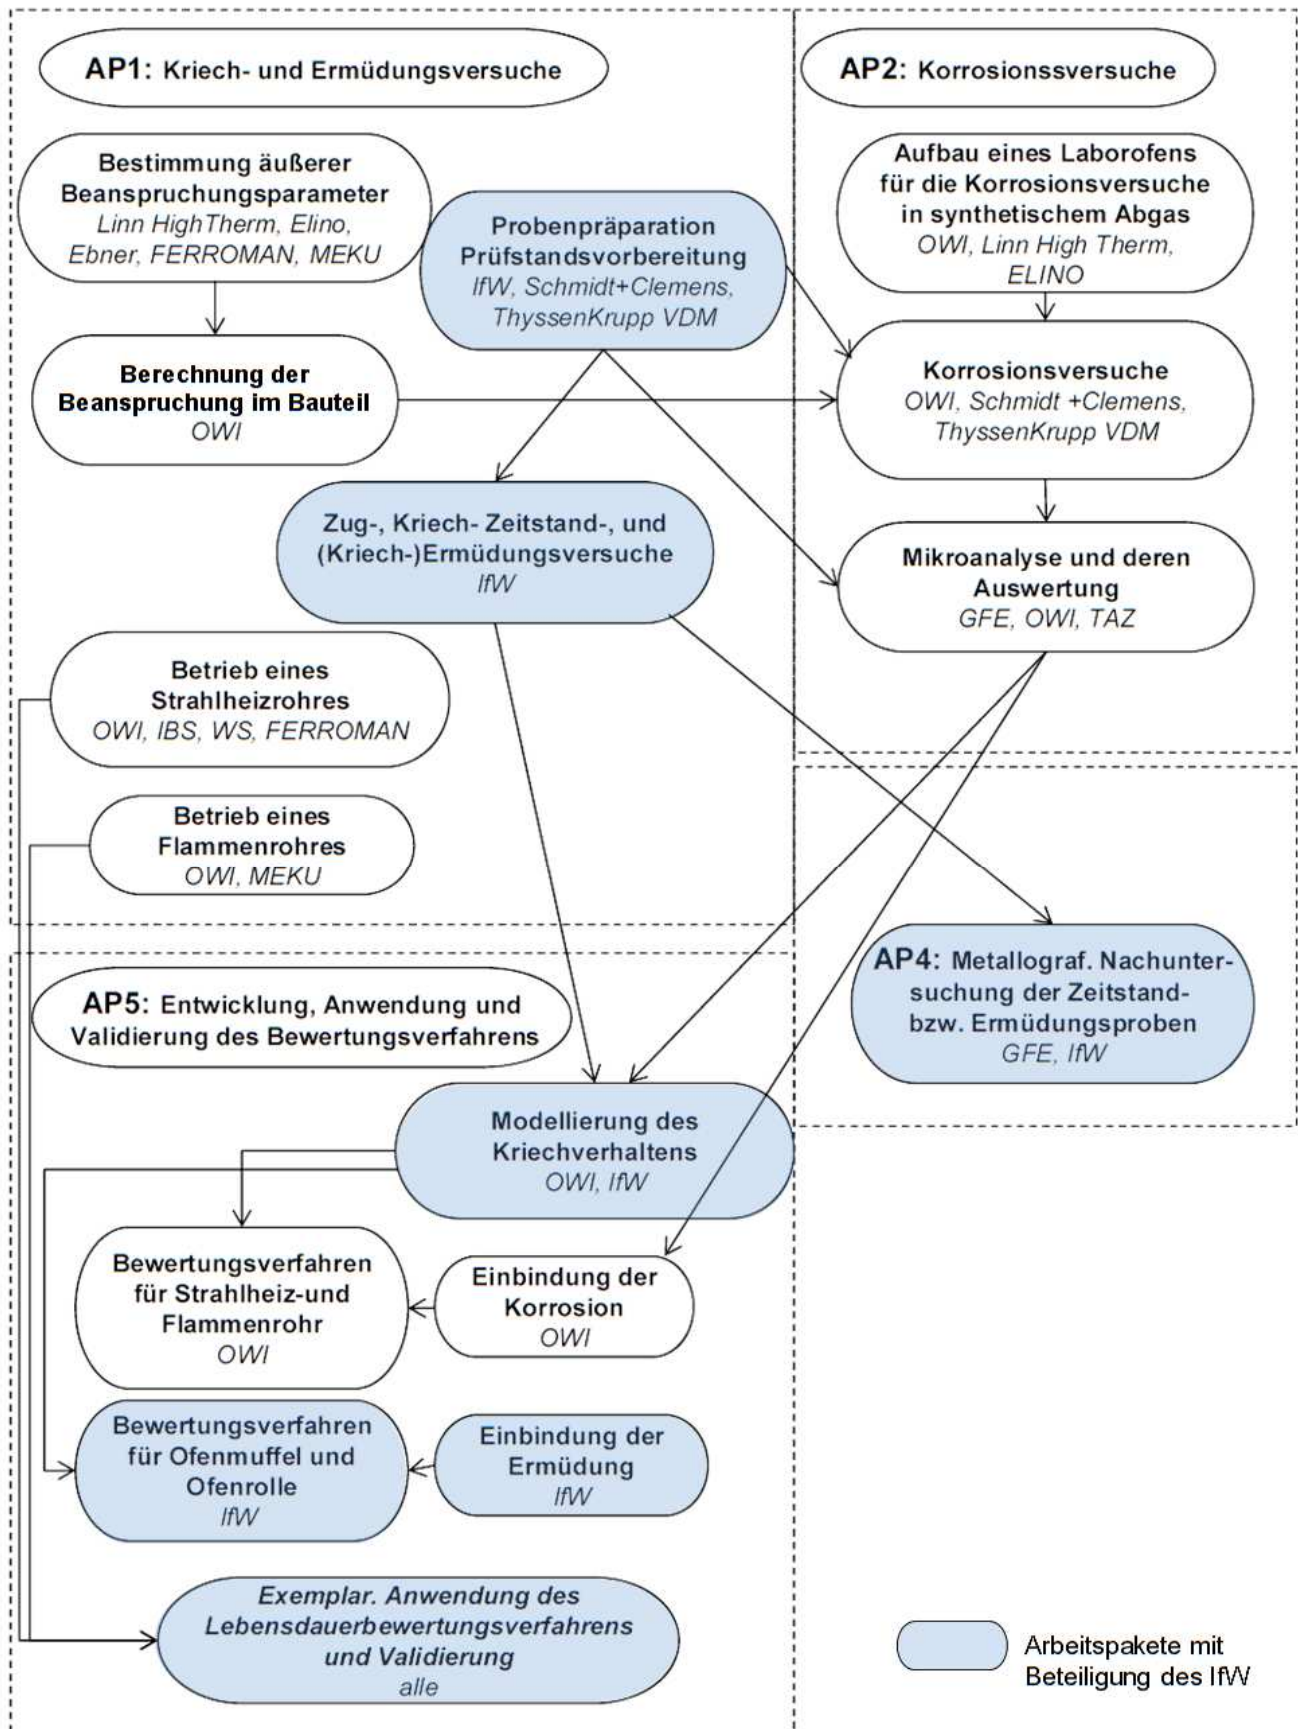 AP1: Kriech- und Ermüdungsversuche
Bestimmung äußerer
Beanspruchungsparameter
Linn HighTherm, Elino,
Ebner, FERROMAN, MEKU
Probenpräparation
Prüfstandsvorbereitung
IfW, Schmidt+Clemens,
ThyssenKrupp VDM
Berechnung der
Beanspruchung im Bauteil
OWI
Zug-, Kriech- Zeitstand-, und
(Kriech-)Ermüdungsversuche
IfW
Betrieb eines
Strahlheizrohres
OWI, IBS, WS, FERROMAN
Betrieb eines
Flammenrohres
OWI, MEKU
AP2: Korrosionssversuche
Aufbau eines Laborofens
für die Korrosionsversuche
in synthetischem Abgas
OWI, Linn High Therm,
ELINO
Korrosionsversuche
OWI, Schmidt +Clemens,
ThyssenKrupp VDM
Mikroanalyse und deren
Auswertung
GFE, OWI, TAZ
AP4: Metallograf. Nachunter-
suchung der Zeitstand-
bzw. Ermüdungsproben
GFE, IfW
AP5: Entwicklung, Anwendung und
Validierung des Bewertungsverfahrens
Modellierung des
Kriechverhaltens
OWI, IfW
Bewertungsverfahren
für Strahlheiz-und
Flammenrohr
OWI
Einbindung der
Korrosion
OWI
Bewertungsverfahren
für Ofenmuffel und
Ofenrolle
IfW
Einbindung der
Ermüdung
IfW
Exemplar. Anwendung des
Lebensdauerbewertungsverfahrens
und Validierung
alle
Arbeitspakete mit
Beteiligung des IfW